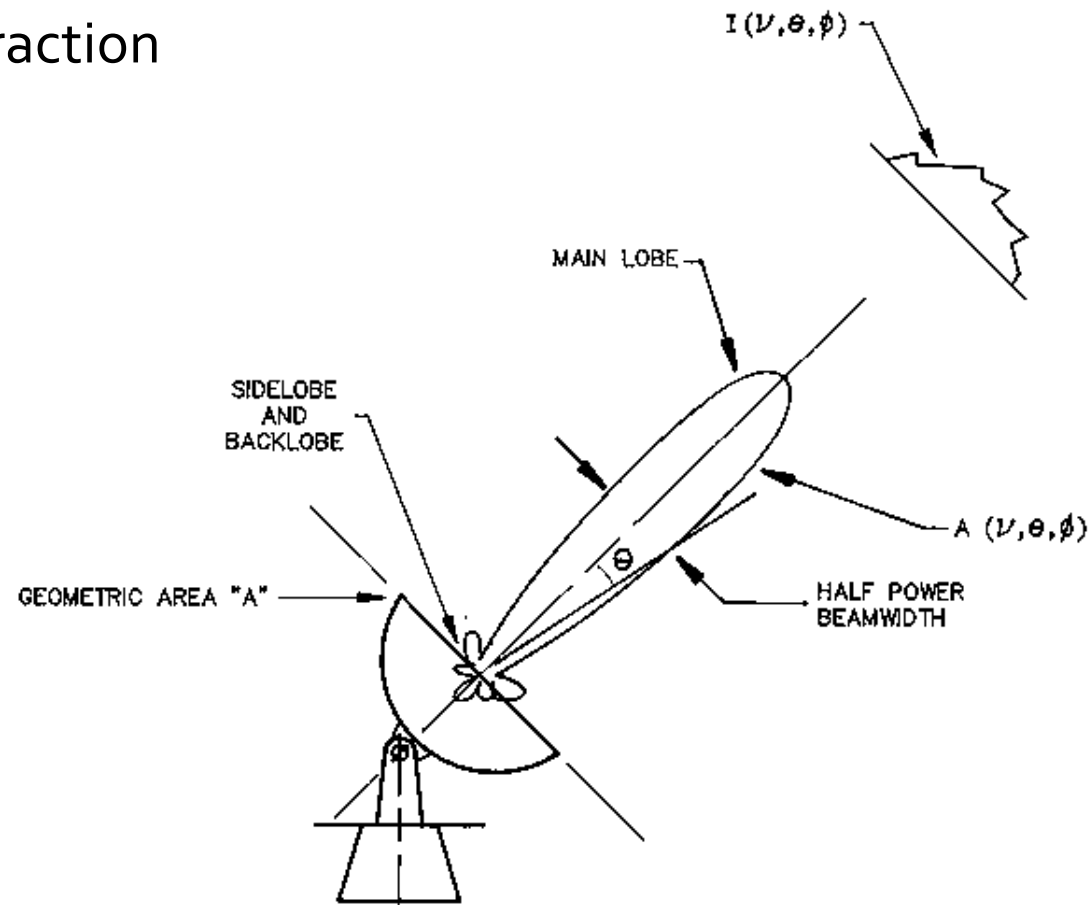 raction
I(ν,θ,ϕ)
MAIN LOBE
SIDELOBE
AND
BACKLOBE
A (ν,θ,ϕ)
θ
GEOMETRIC AREA "A"
HALF POWER
BEAMWIDTH